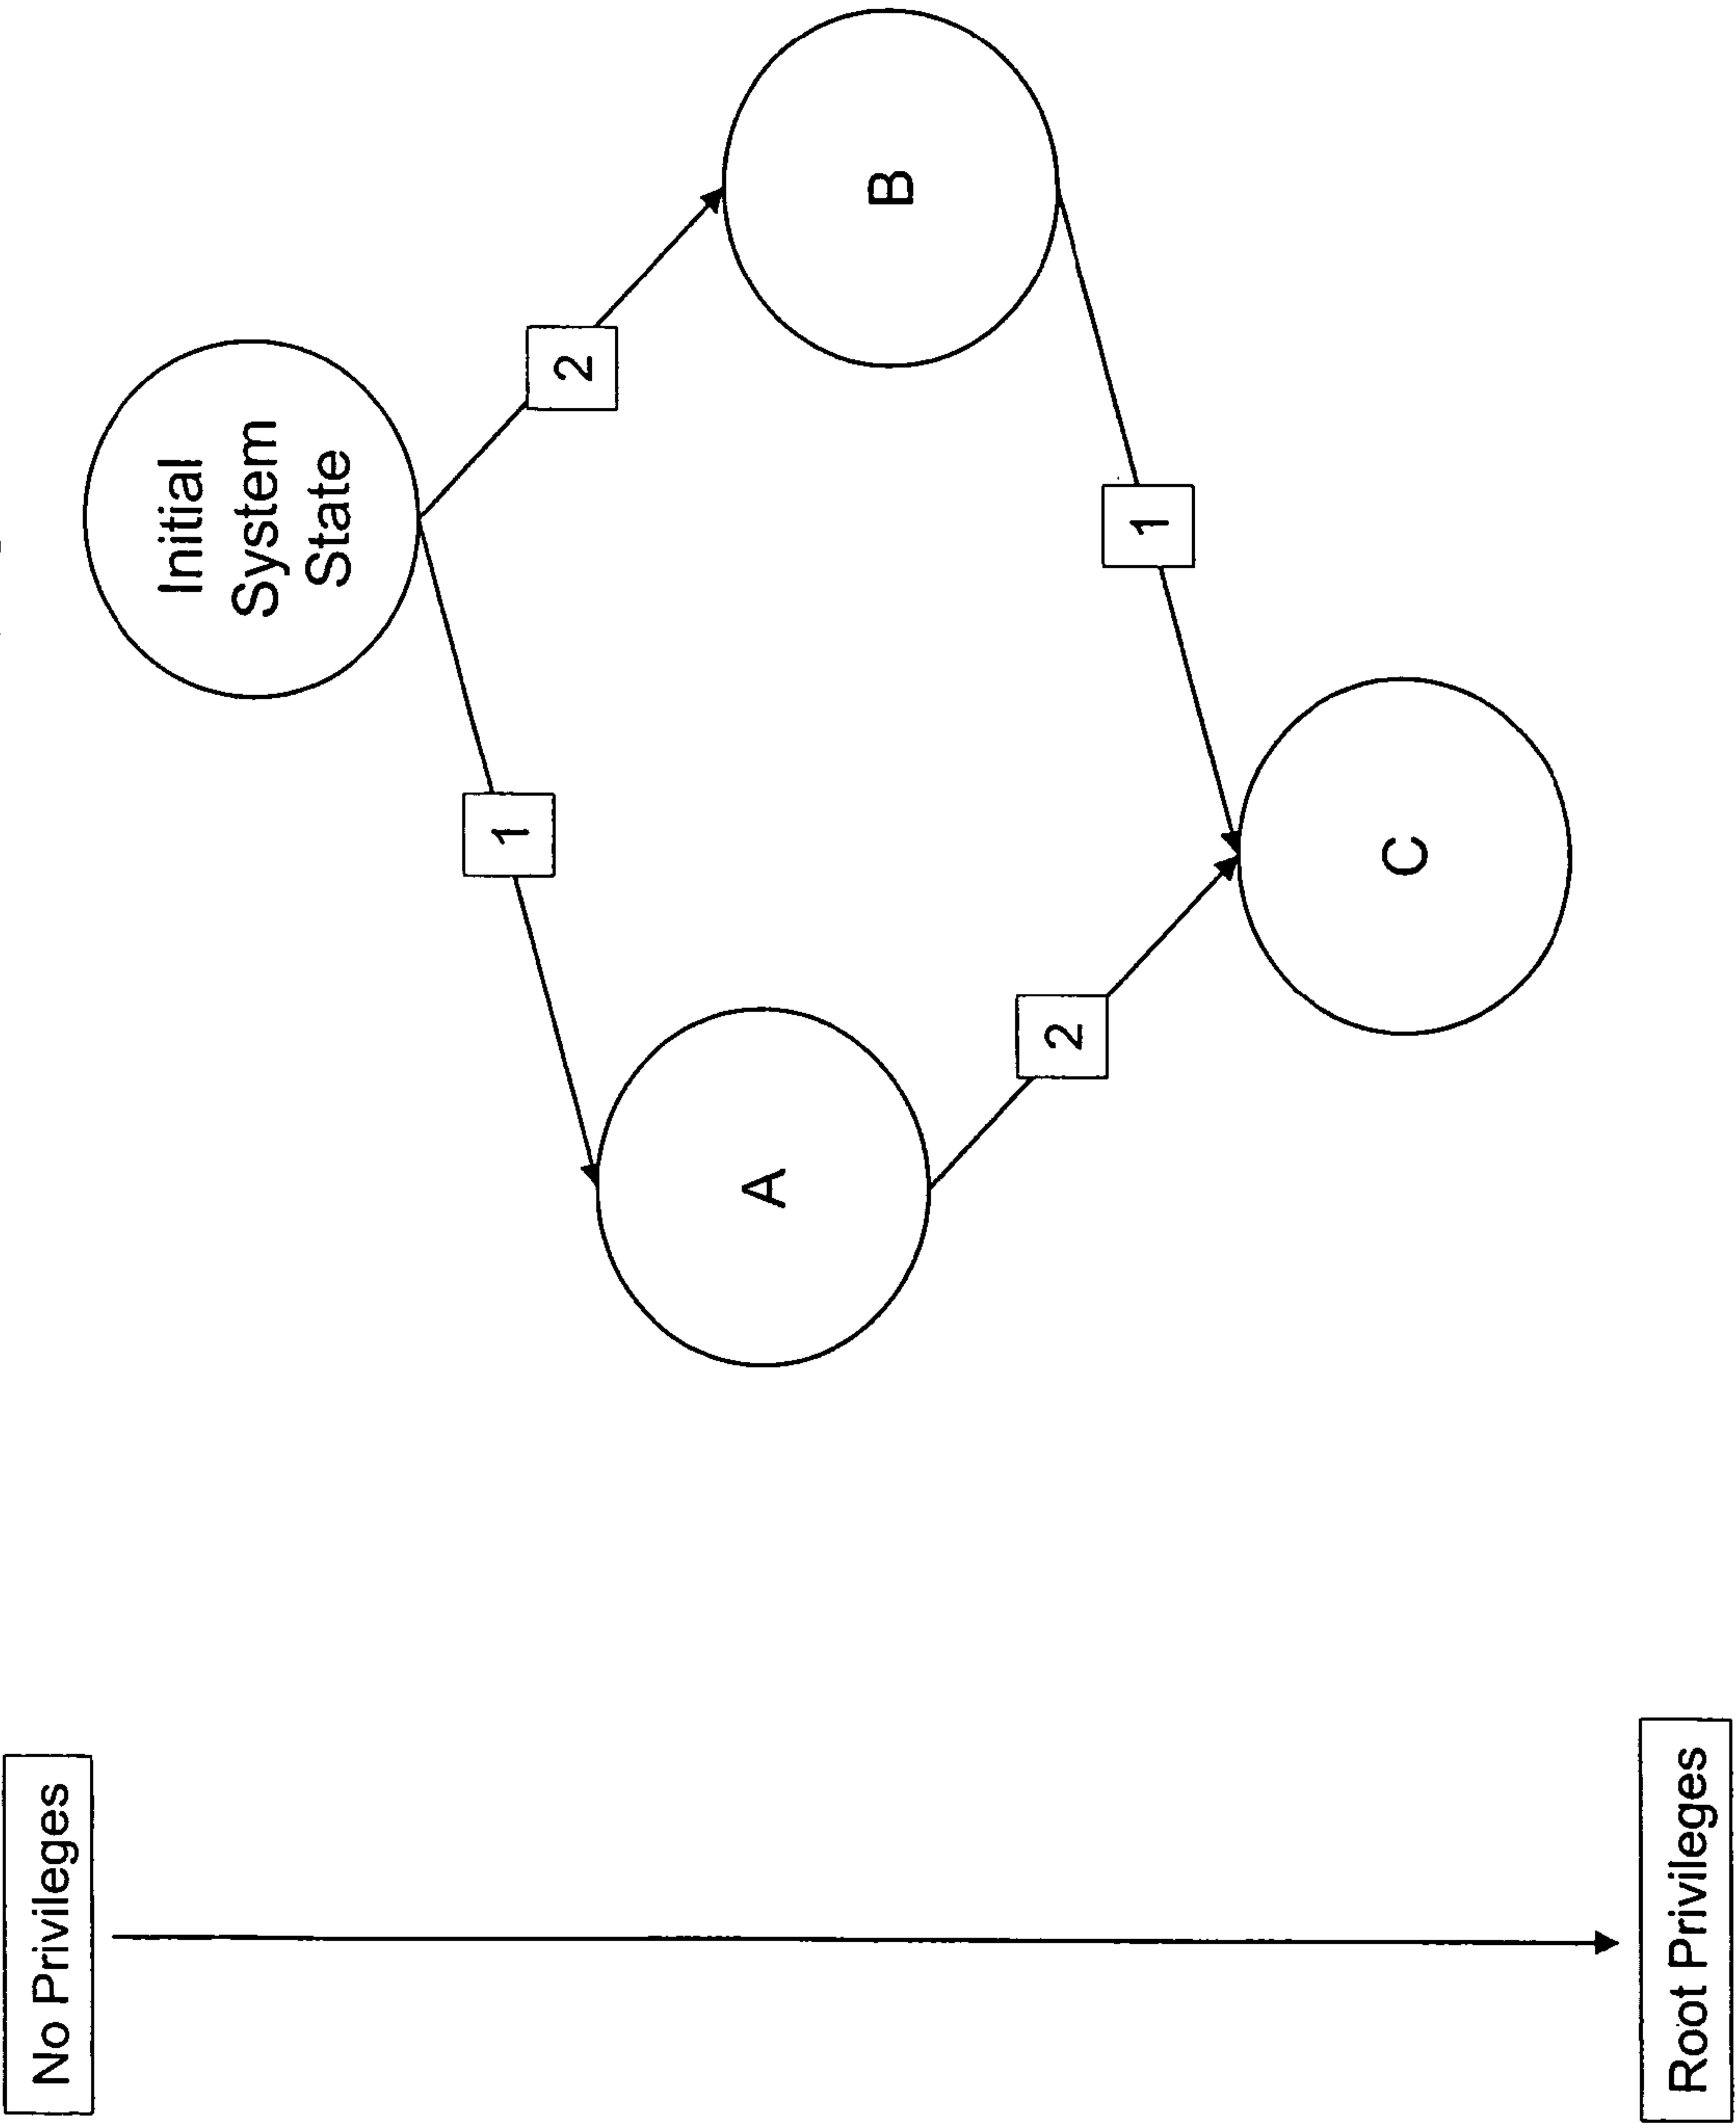 No Privileges
Initial
System
State
1
2
A
B
2
1
C
Root Privileges